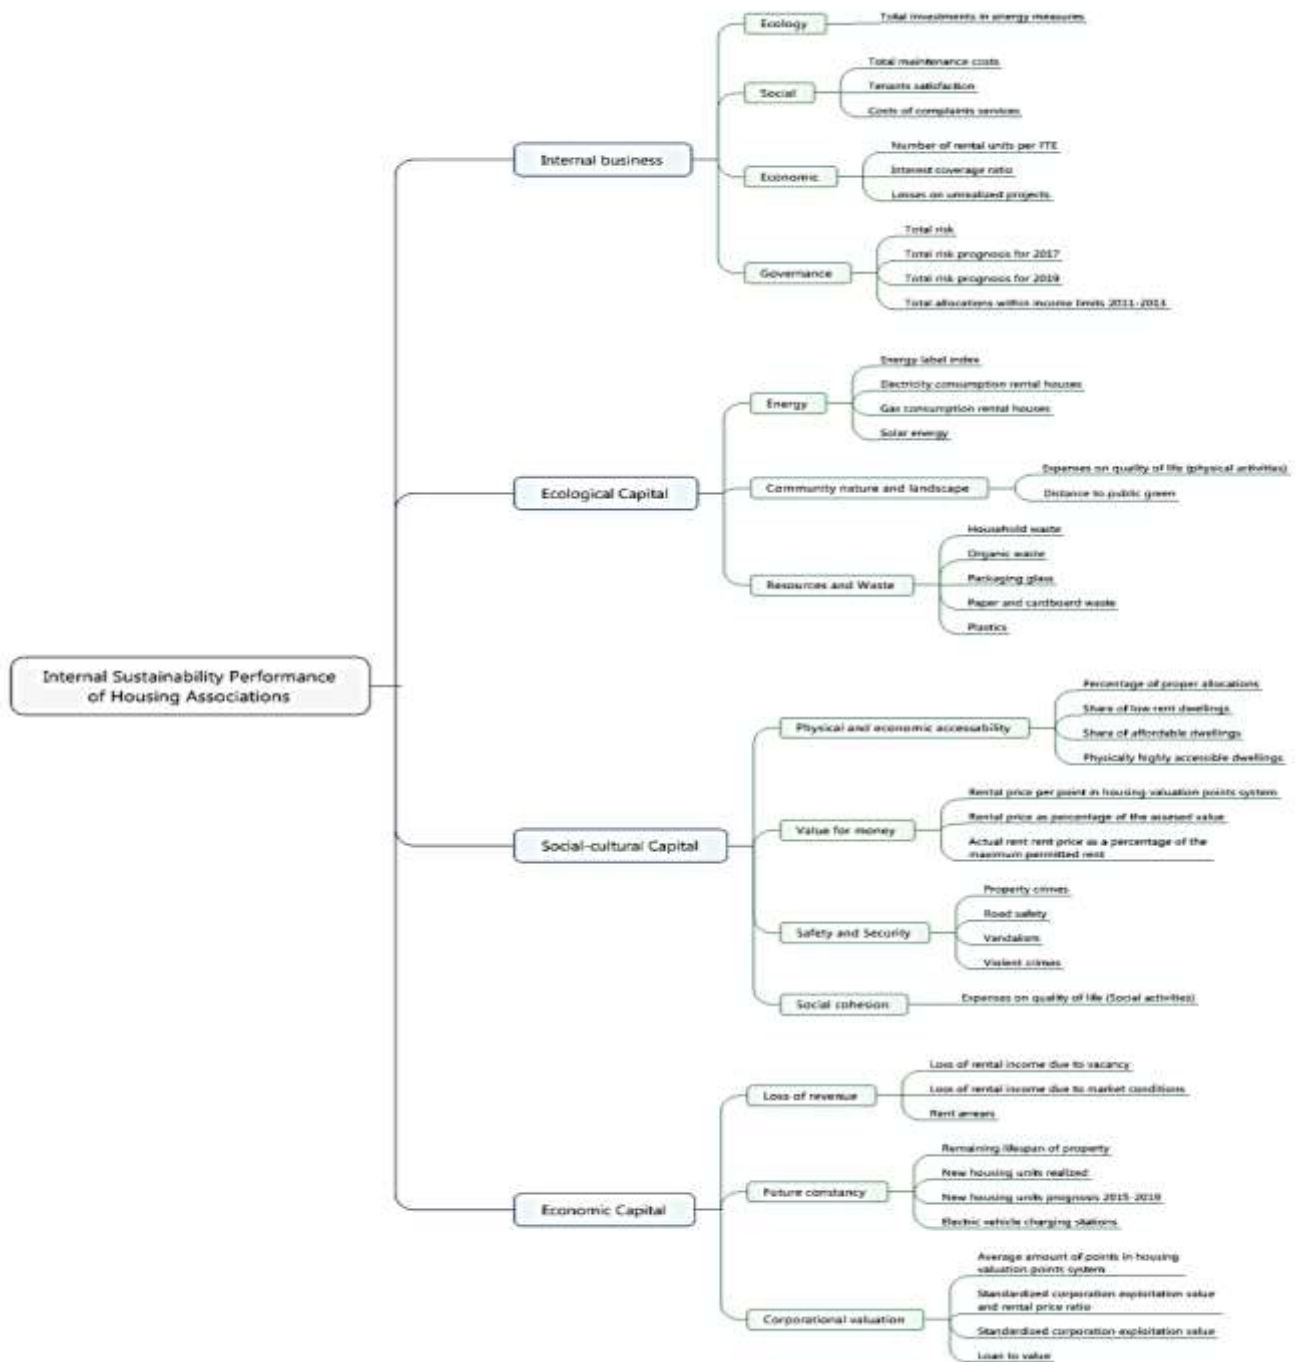 Internal Sustainability Performance
of Housing Associations
Internal business
Ecology
Total investments in energy measures
Social
Total maintenance costs
Tenants satisfaction
Costs of complaints services
Economic
Number of rental units per FTE
Interest coverage ratio
Losses on unrealized projects
Governance
Total risk
Total risk prognosis for 2017
Total risk prognosis for 2019
Total allocations within income limits 2011-2013
Ecological Capital
Energy
Energy label index
Electricity consumption rental houses
Gas consumption rental houses
Solar energy
Community nature and landscape
Expenses on quality of life (physical activities)
Distance to public green
Resources and Waste
Household waste
Organic waste
Packaging glass
Paper and cardboard waste
Plastics
Social-cultural Capital
Physical and economic accessability
Percentage of proper allocations
Share of low rent dwellings
Share of affordable dwellings
Physically highly accessible dwellings
Value for money
Rental price per point in housing valuation points system
Rental price as percentage of the assesed value
Actual rent rent price as a percentage of the
maximum permitted rent
Safety and Security
Property crimes
Road safety
Vandalism
Violent crimes
Social cohesion
Expenses on quality of life (Social activities)
Economic Capital
Loss of revenue
Loss of rental income due to vacancy
Loss of rental income due to market conditions
Rent arrears
Future constancy
Remaining lifespan of property
New housing units realized
New housing units prognosis 2015-2019
Electric vehicle charging stations
Corporational valuation
Average amount of points in housing
valuation points system
Standardized corporation exploitation value
and rental price ratio
Standardized corporation exploitation value
Loan to value